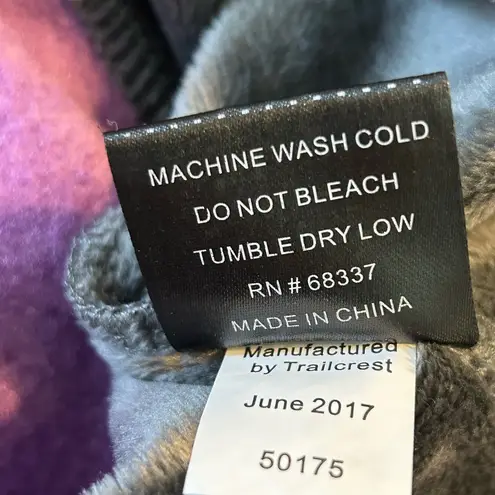 MACHINE WASH COLD
DO NOT BLEACH
TUMBLE DRY LOW
RN # 68337
MADE IN CHINA
Manufactured
by Trailcrest
June 2017
50175